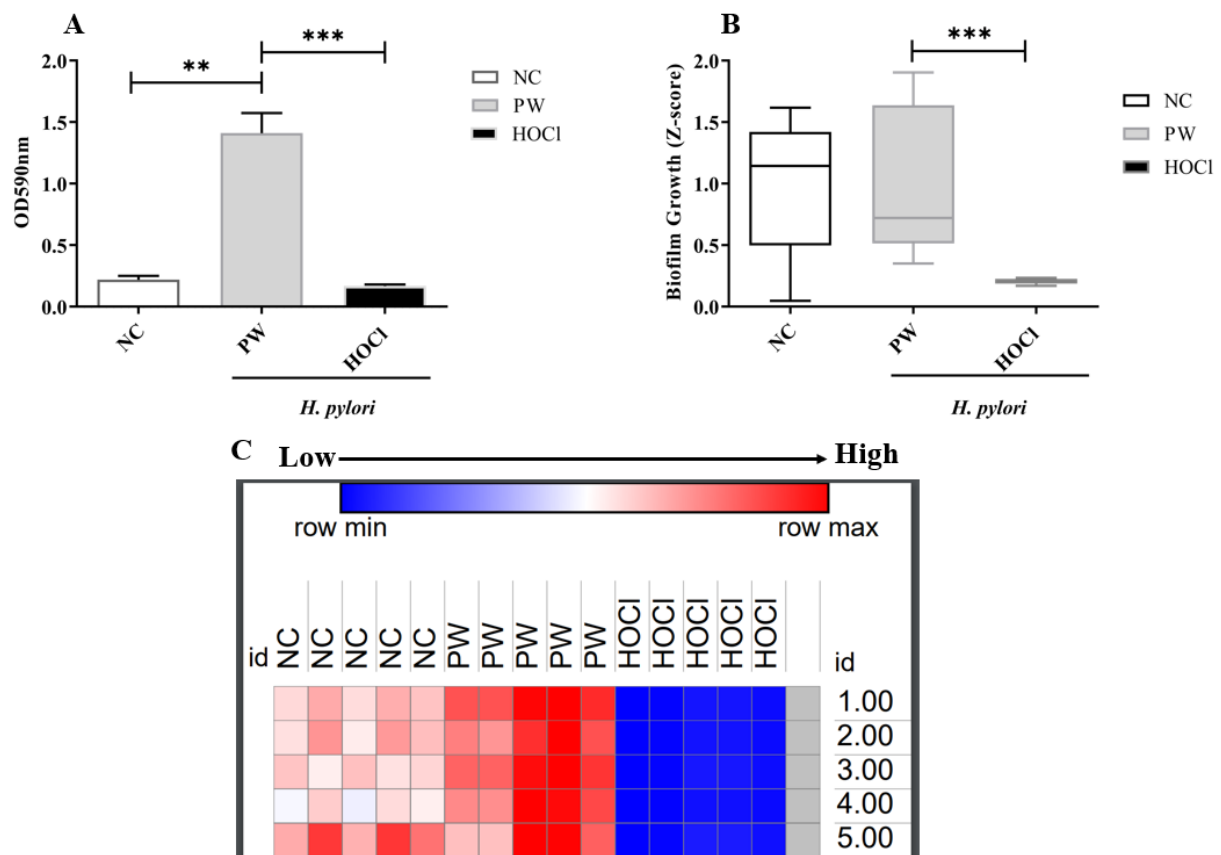 A
B
2.0
1.5
1.0
0.5
0.0
OD590nm
**
***
NC
PW
HOCl
NC
PW
HOCl
H. pylori
2.0
1.5
1.0
0.5
0.0
Biofilm Growth (Z-score)
***
NC
PW
HOCl
NC
PW
HOCl
H. pylori
C
Low High
row min row max
id NC NC NC NC NC PW PW PW PW PW HOCl HOCl HOCl HOCl HOCl id
1.00
2.00
3.00
4.00
5.00